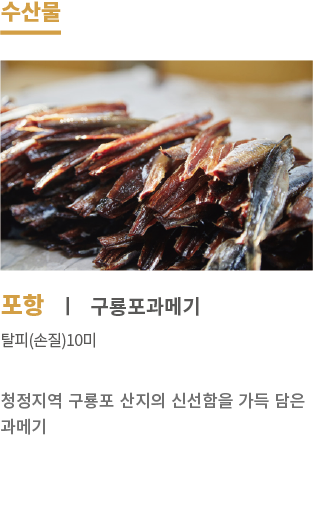 수산물
포항 ㅣ 구룡포과메기
탈피(손질)10미
청정지역 구룡포 산지의 신선함을 가득 담은
과메기